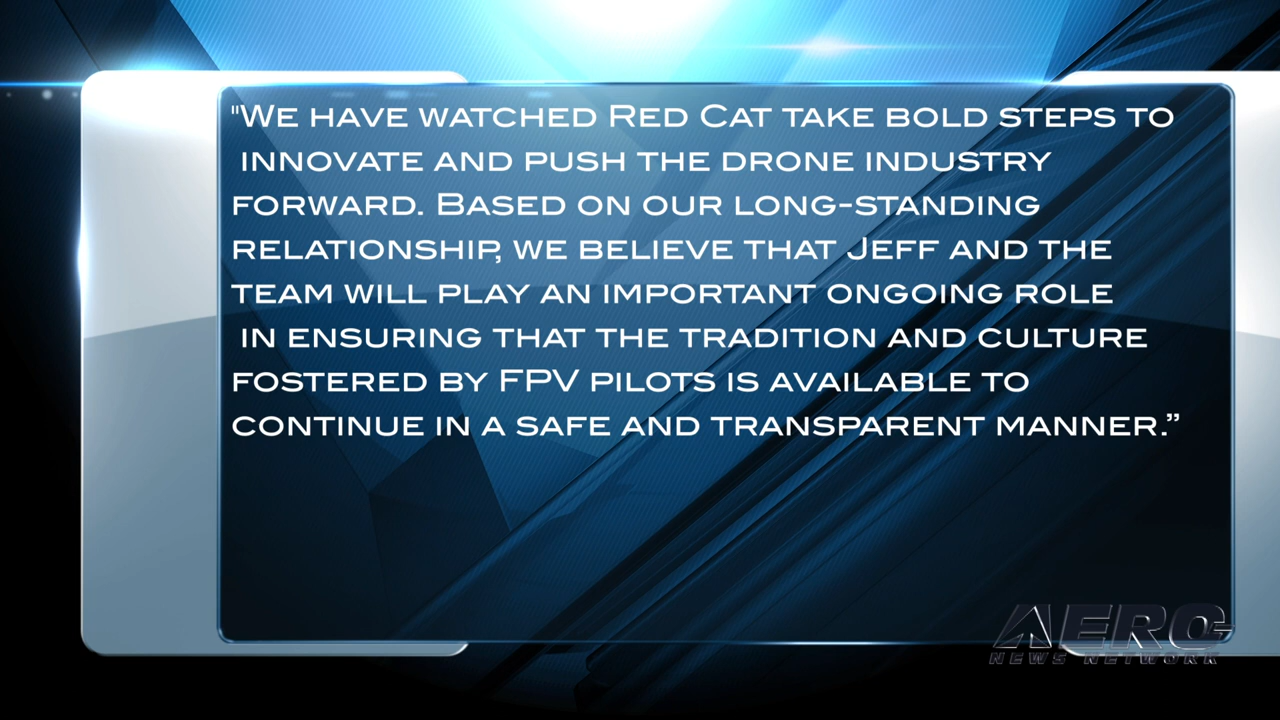 "We have watched Red Cat take bold steps to
innovate and push the drone industry
forward. Based on our long-standing
relationship, we believe that Jeff and the
team will play an important ongoing role
in ensuring that the tradition and culture
fostered by FPV pilots is available to
continue in a safe and transparent manner.”
AERO
NEWS NETWORK